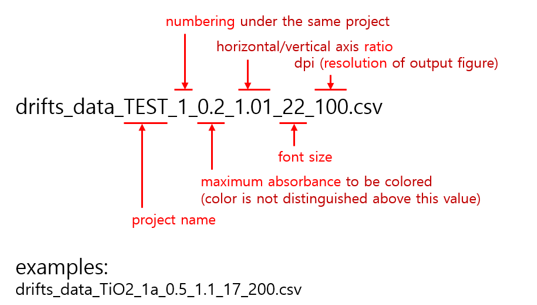 numbering under the same project
horizontal/vertical axis ratio
dpi (resolution of output figure)
drifts_data_TEST_1_0.2_1.01_22_100.csv
font size
maximum absorbance to be colored
(color is not distinguished above this value)
project name
examples:
drifts_data_TiO2_1a_0.5_1.1_17_200.csv